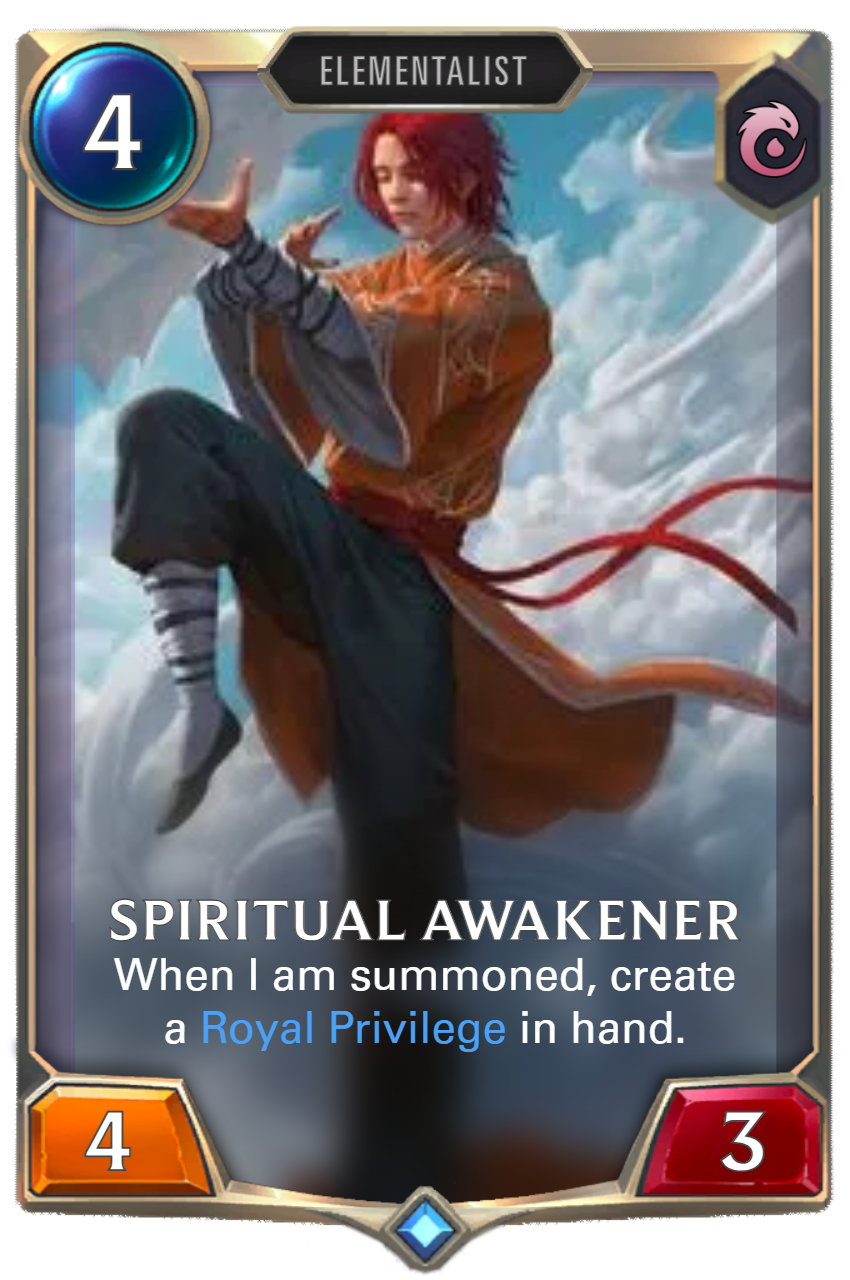 ELEMENTALIST
4
SPIRITUAL AWAKENER
When I am summoned, create
a Royal Privilege in hand.
4
3